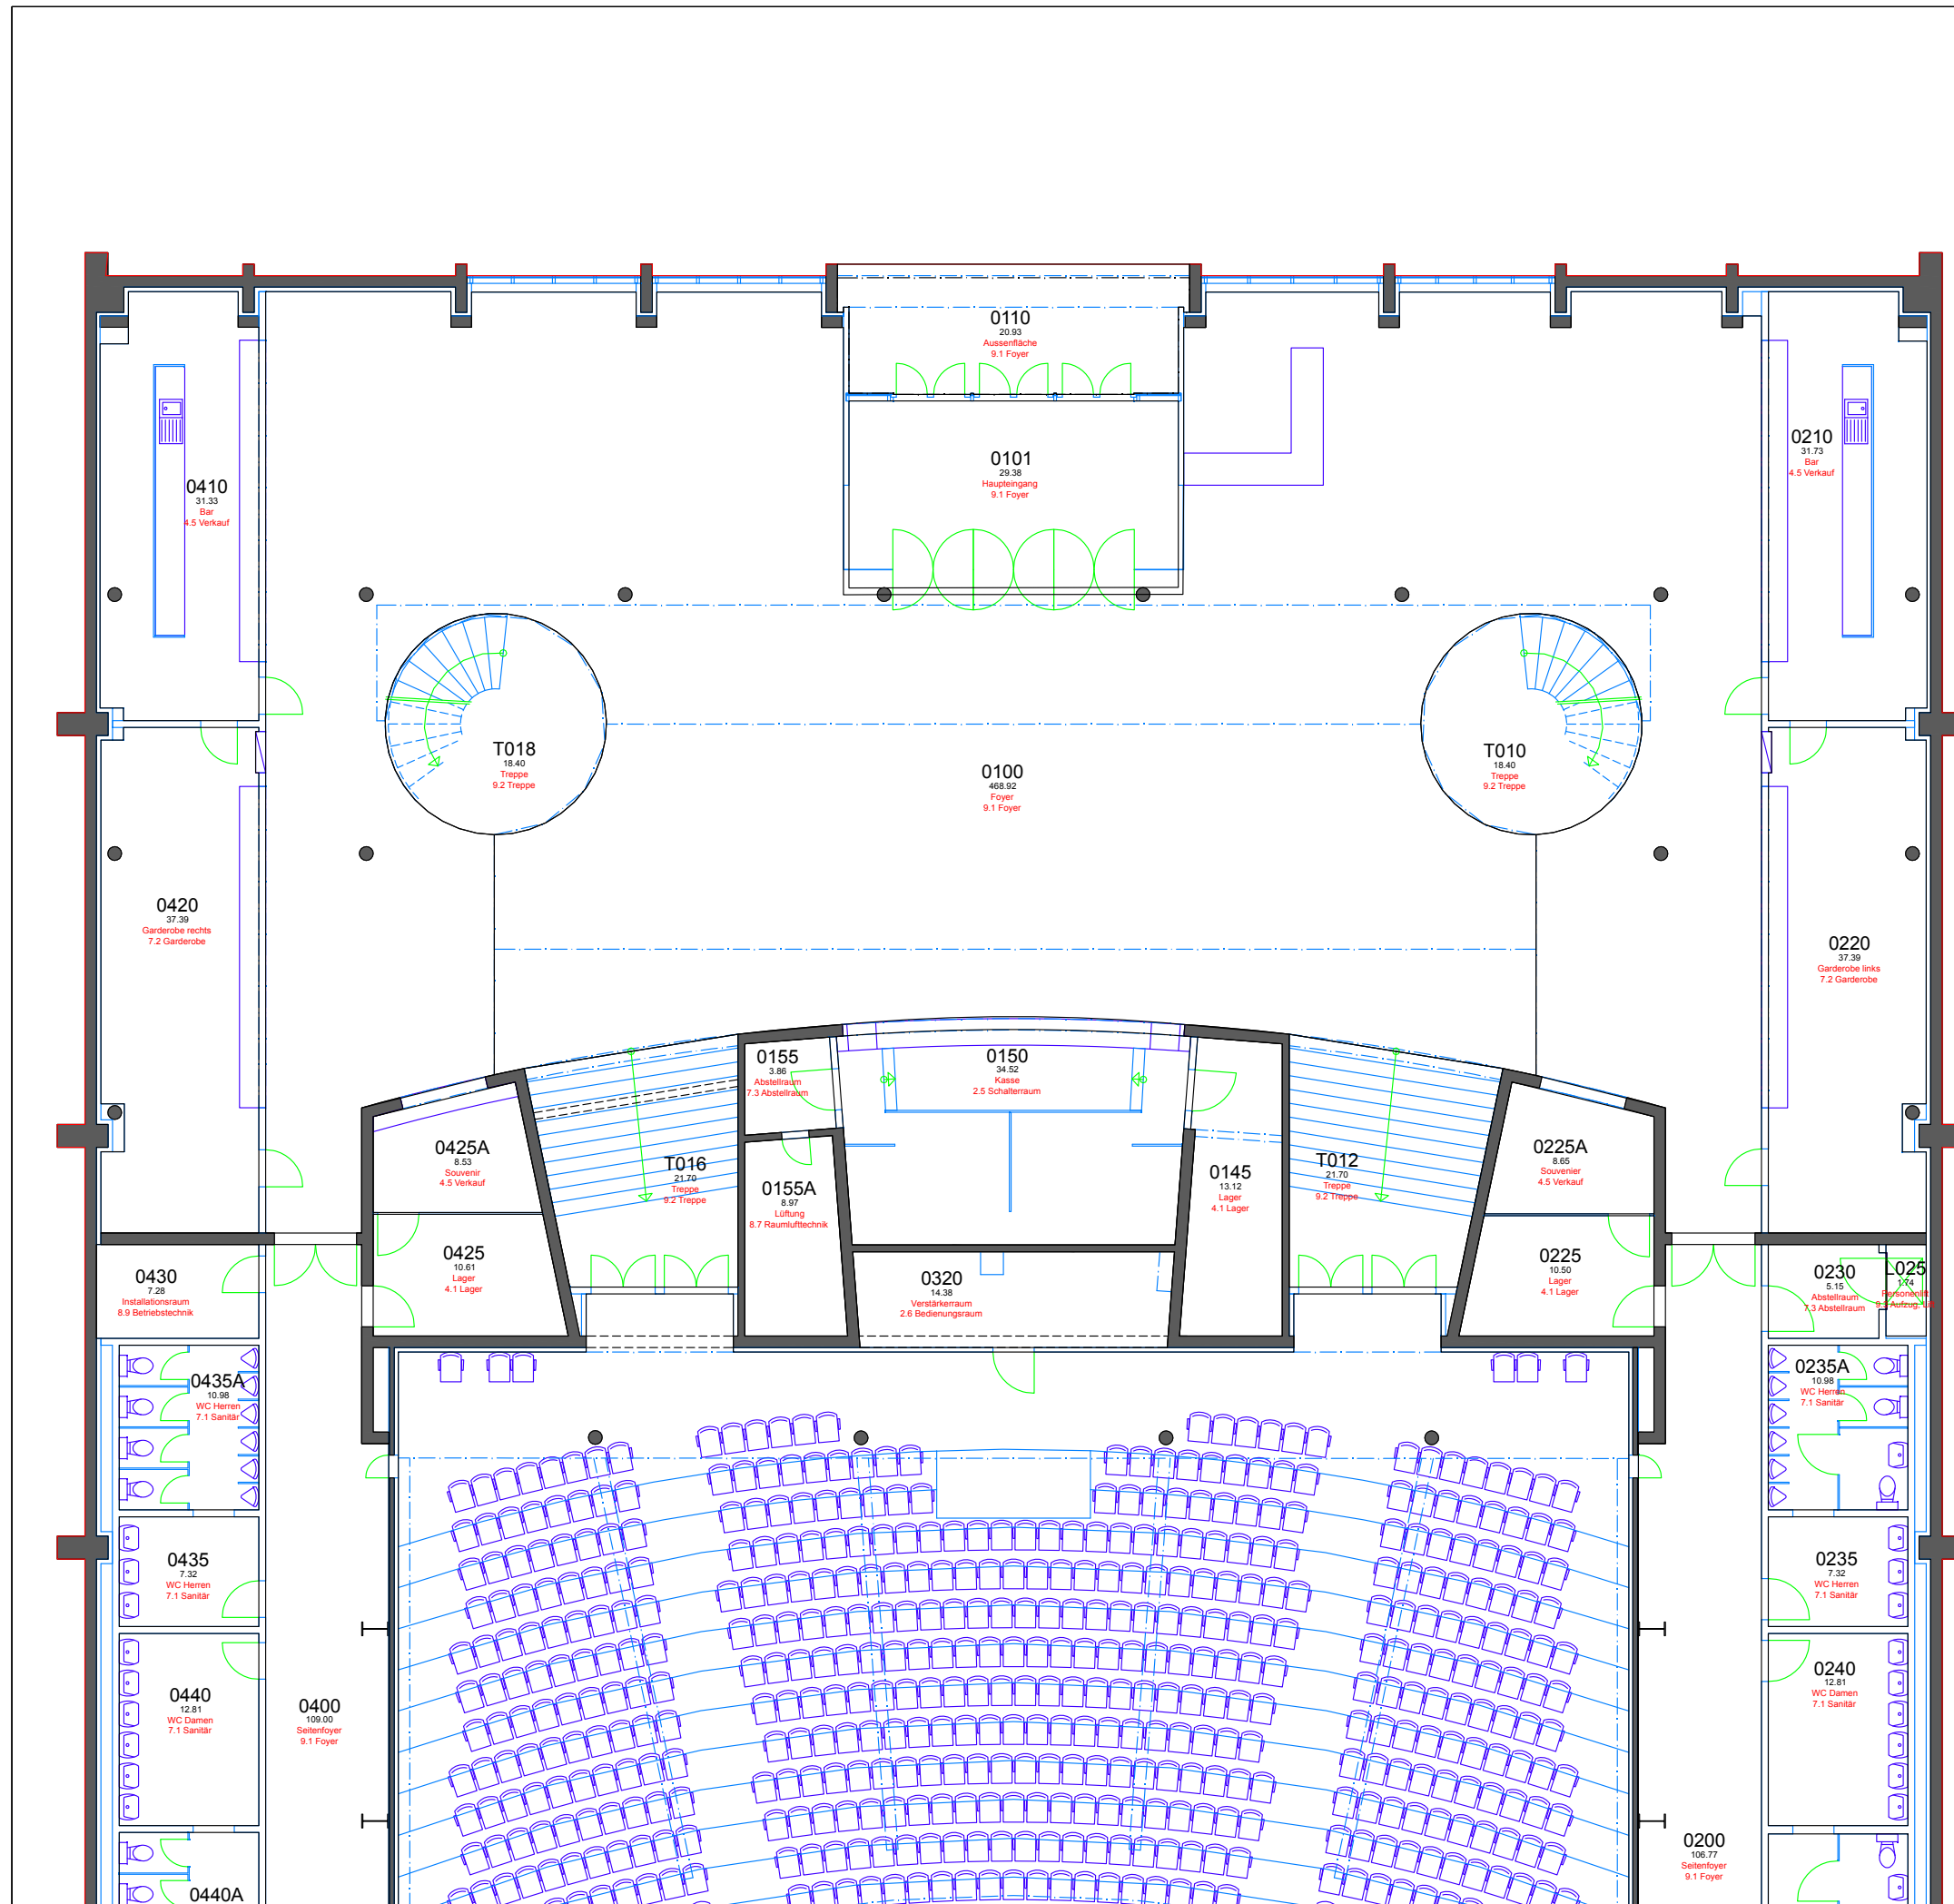 0110
20.93
Aussenfläche
9.1 Foyer
0101
29.38
Haupteingang
9.1 Foyer
0410
31.33
Bar
4.5 Verkauf
0210
31.73
Bar
4.5 Verkauf
T018
18.40
Treppe
9.2 Treppe
0100
468.92
Foyer
9.1 Foyer
T010
18.40
Treppe
9.2 Treppe
0420
37.39
Garderobe rechts
7.2 Garderobe
0220
37.39
Garderobe links
7.2 Garderobe
0155
3.86
Abstellraum
7.3 Abstellraum
0150
34.52
Kasse
2.5 Schalterraum
0425A
8.53
Souvenir
4.5 Verkauf
T016
21.70
Treppe
9.2 Treppe
0155A
8.97
Lüftung
8.7 Raumlufttechnik
0145
13.12
Lager
4.1 Lager
T012
21.70
Treppe
9.2 Treppe
0225A
8.65
Souvenier
4.5 Verkauf
0430
7.28
Installationsraum
8.9 Betriebstechnik
0425
10.61
Lager
4.1 Lager
0320
14.38
Verstärkerraum
2.6 Bedienungsraum
0225
10.50
Lager
4.1 Lager
0230
5.15
Abstellraum
7.3 Abstellraum
L025
1.74
Personenlift
0435A
10.98
WC Herren
7.1 Sanitär
0235A
10.98
WC Herren
7.1 Sanitär
0435
7.32
WC Herren
7.1 Sanitär
0235
7.32
WC Herren
7.1 Sanitär
0440
12.81
WC Damen
7.1 Sanitär
0400
109.00
Seitenfoyer
9.1 Foyer
0240
12.81
WC Damen
7.1 Sanitär
0200
106.77
Seitenfoyer
9.1 Foyer
0440A